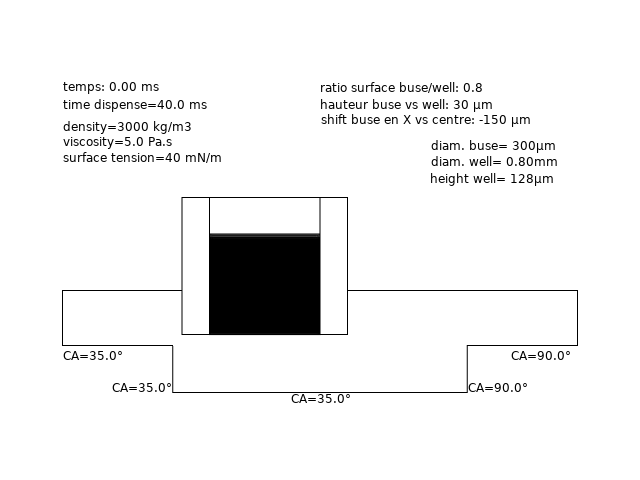 temps: 0.00 ms
time dispense=40.0 ms
density=3000 kg/m3
viscosity=5.0 Pa.s
surface tension=40 mN/m
ratio surface buse/well: 0.8
hauteur buse vs well: 30 µm
shift buse en X vs centre: -150 µm
diam. buse= 300µm
diam. well= 0.80mm
height well= 128µm
CA=35.0°
CA=90.0°
CA=35.0°
CA=90.0°
CA=35.0°